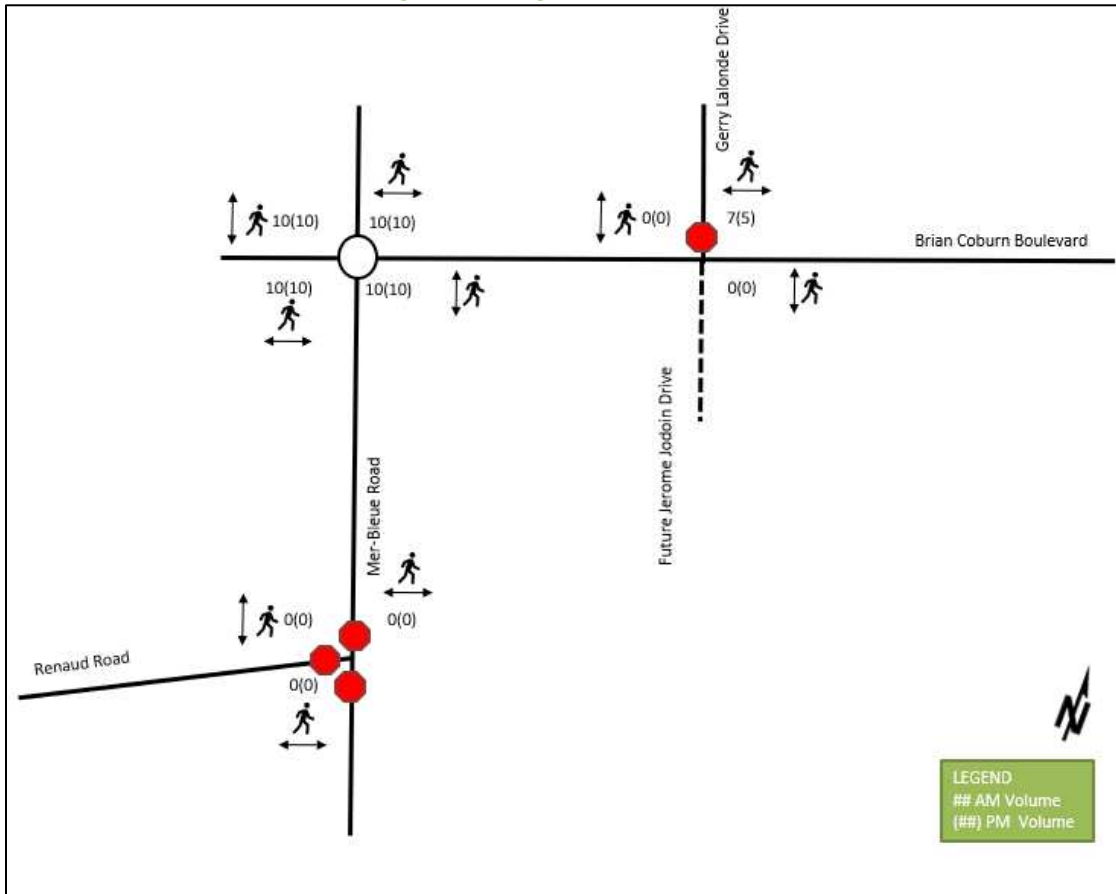 Gerry Lalonde Drive
10(10)
10(10)
0(0)
7(5)
Brian Coburn Boulevard
10(10)
10(10)
0(0)
Future Jerome Jodoin Drive
Mer-Bleue Road
0(0)
0(0)
Renaud Road
0(0)
N
LEGEND
## AM Volume
(##) PM Volume